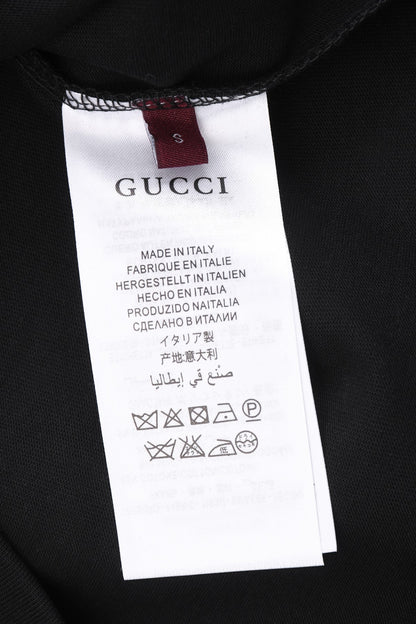 S
GUCCI
MADE IN ITALY
FABRIQUE EN ITALIE
HERGESTELLT IN ITALIEN
HECHO EN ITALIA
PRODUZIDO NAITALIA
СДЕЛАНО В ИТАЛИИ
イタリア製
产地:意大利
صنع في إيطاليا
P
低